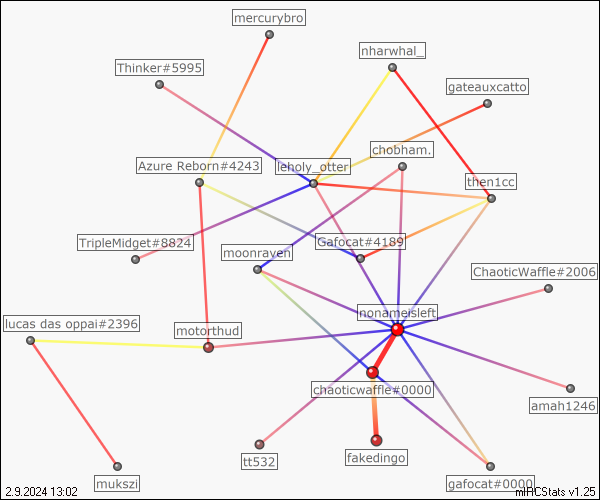 mercurybro
nharwhal_
Thinker#5995
gateauxcatto
chobham.
Azure Reborn#4243
leholy_otter
then1cc
TripleMidget#8824
Gafocat#4189
moonraven
ChaoticWaffle#2006
nonameisleft
lucas das oppai#2396
motorthud
chaoticwaffle#0000
amah1246
fakedingo
tt532
mukszi
gafocat#0000
2.9.2024 13:02
mIRCStats v1.25